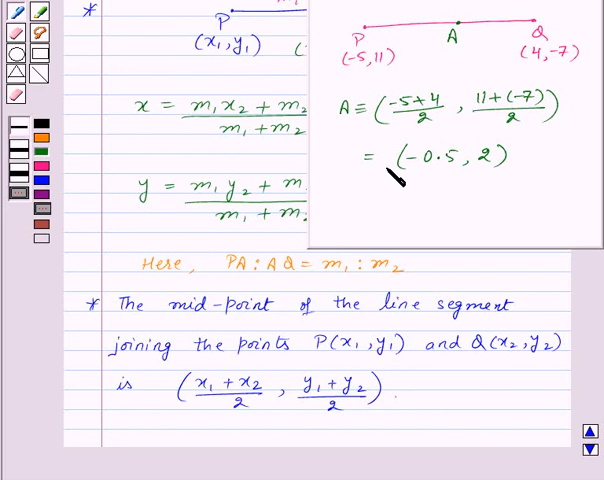 *
P
(x₁, y₁)
(
x = m₁x₂ + m₂
m₁ + m₂
y = m₁y₂ + m
m₁ + m₂
P A Q
(-5, 11) (4, -7)
A ≡ (-5+4 / 2 , 11+(-7) / 2)
= (-0.5, 2)
Here, PA : AQ = m₁ : m₂
* The mid-point of the line segment
joining the points P(x₁, y₁) and Q(x₂, y₂)
is (x₁ + x₂ / 2 , y₁ + y₂ / 2).